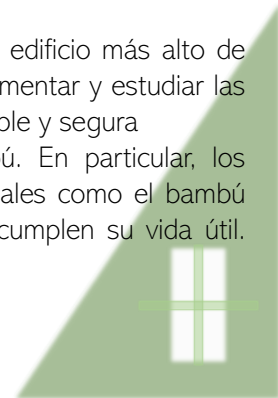 edificio más alto de
mentar y estudiar las
ble y segura
ú. En particular, los
ales como el bambú
cumplen su vida útil.